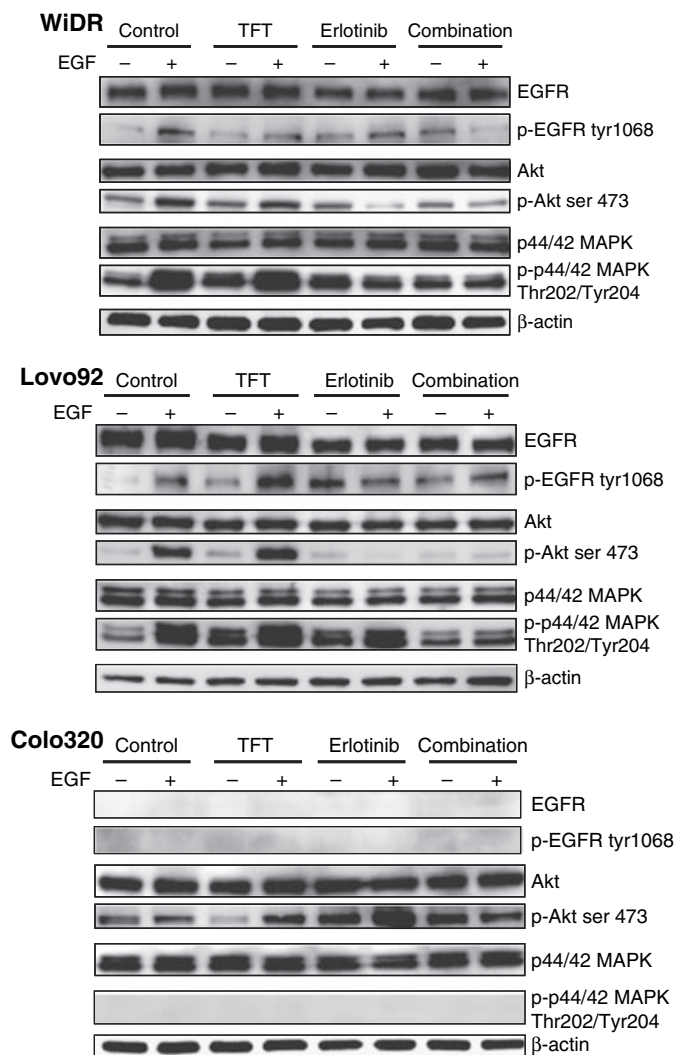 WiDR Control TFT Erlotinib Combination
EGF – + – + – + – +
EGFR
p-EGFR tyr1068
Akt
p-Akt ser 473
p44/42 MAPK
p-p44/42 MAPK
Thr202/Tyr204
β-actin
Lovo92 Control TFT Erlotinib Combination
EGF – + – + – + – +
EGFR
p-EGFR tyr1068
Akt
p-Akt ser 473
p44/42 MAPK
p-p44/42 MAPK
Thr202/Tyr204
β-actin
Colo320 Control TFT Erlotinib Combination
EGF – + – + – + – +
EGFR
p-EGFR tyr1068
Akt
p-Akt ser 473
p44/42 MAPK
p-p44/42 MAPK
Thr202/Tyr204
β-actin